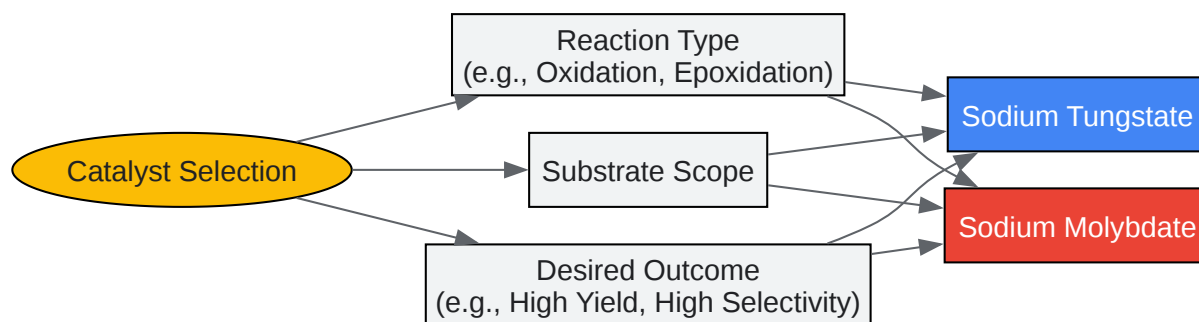 Catalyst Selection
Reaction Type
(e.g., Oxidation, Epoxidation)
Substrate Scope
Desired Outcome
(e.g., High Yield, High Selectivity)
Sodium Tungstate
Sodium Molybdate